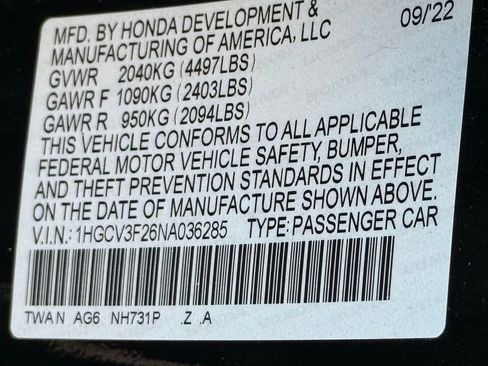 MFD. BY HONDA DEVELOPMENT &
MANUFACTURING OF AMERICA, LLC 09/22
GVWR 2040KG (4497LBS)
GAWR F 1090KG (2403LBS)
GAWR R 950KG (2094LBS)
THIS VEHICLE CONFORMS TO ALL APPLICABLE
FEDERAL MOTOR VEHICLE SAFETY, BUMPER,
AND THEFT PREVENTION STANDARDS IN EFFECT
ON THE DATE OF MANUFACTURE SHOWN ABOVE.
V.I.N.: 1HGCV3F26NA036285 TYPE: PASSENGER CAR
TWA N AG6 NH731P .Z .A